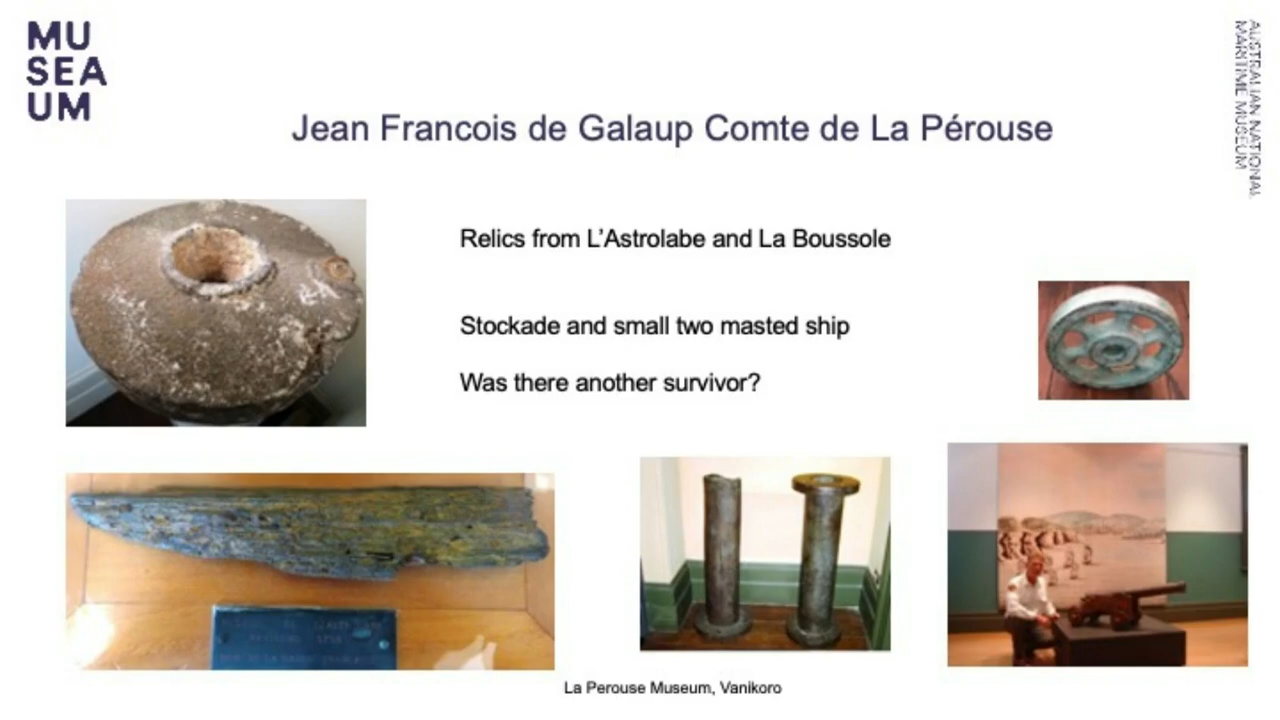 MU
SEA
UM
AUSTRALIAN NATIONAL
MARITIME MUSEUM
Jean Francois de Galaup Comte de La Pérouse
Relics from L'Astrolabe and La Boussole
Stockade and small two masted ship
Was there another survivor?
La Perouse Museum, Vanikoro